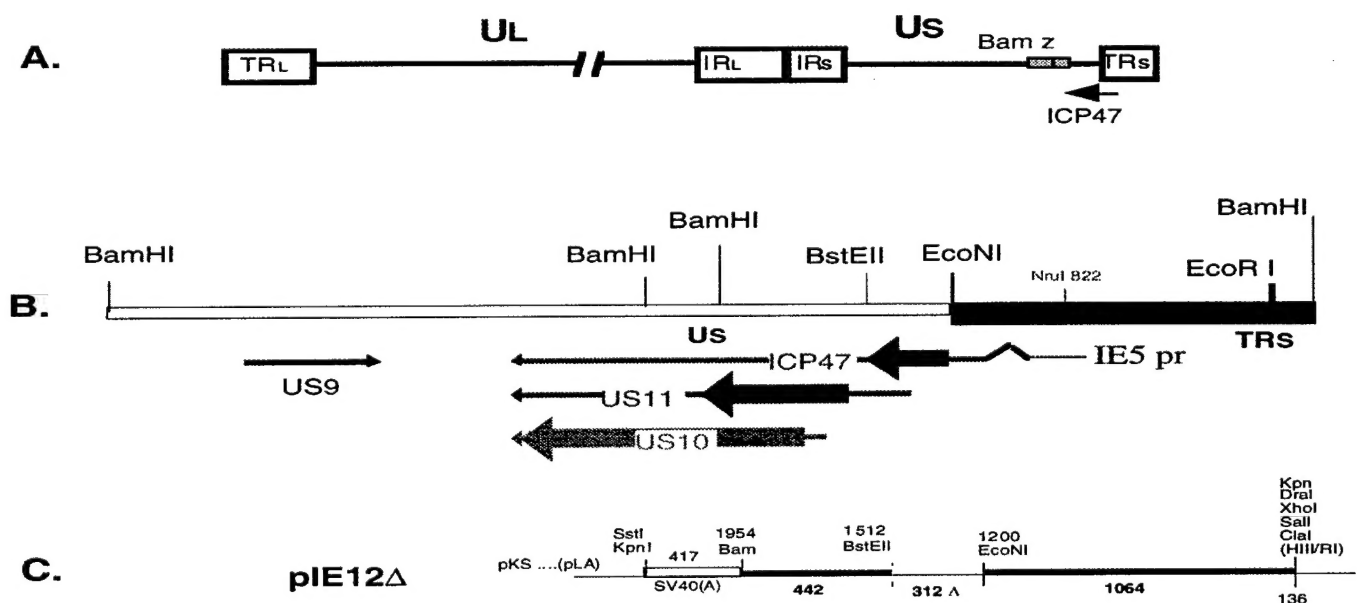 A.
UL
Us
Bam z
TRL
IRL
IRs
TRs
ICP47
BamHI
BamHI
BamHI
BstEII
EcoNI
NruI 822
EcoR I
BamHI
B.
Us
TRS
US9
ICP47
IE5 pr
US11
US10
C.
pIE12Δ
pKS ....(pLA)
SstI
KpnI
417
SV40(A)
1954
Bam
442
1512
BstEII
312 Δ
1200
EcoNI
1064
Kpn
DraI
XhoI
SalI
ClaI
(HIII/RI)
136